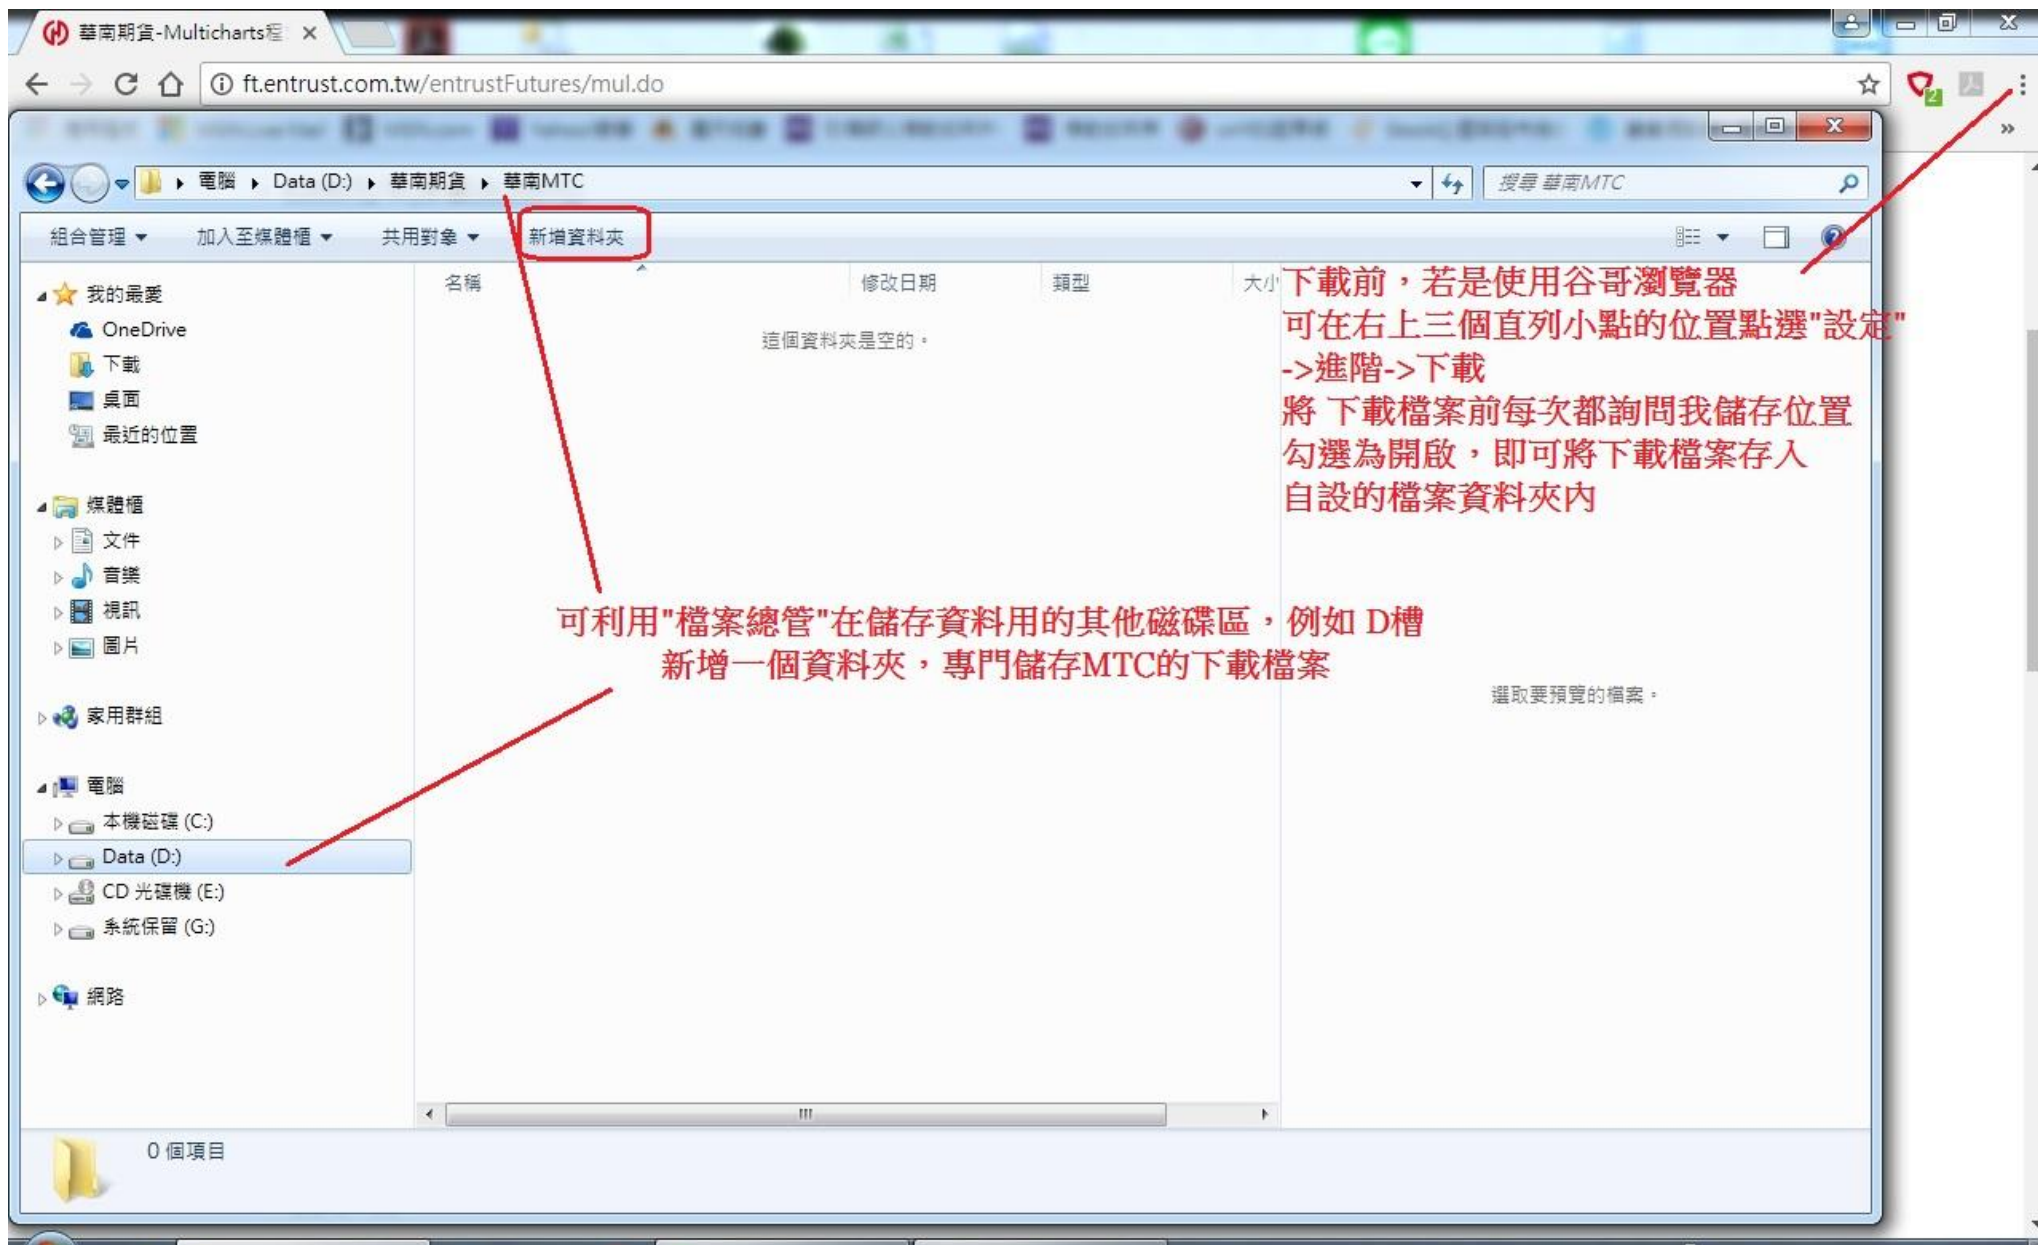 華南期貨-Multicharts程
ft.entrust.com.tw/entrustFutures/mul.do
2
»
電腦 Data (D:) 華南期貨 華南MTC
搜尋 華南MTC
組合管理 加入至媒體櫃 共用對象 新增資料夾
名稱 修改日期 類型 大小
這個資料夾是空的。
我的最愛
OneDrive
下載
桌面
最近的位置
媒體櫃
文件
音樂
視訊
圖片
家用群組
電腦
本機磁碟 (C:)
Data (D:)
CD 光碟機 (E:)
系統保留 (G:)
網路
下載前，若是使用谷哥瀏覽器
可在右上三個直列小點的位置點選"設定"
->進階->下載
將 下載檔案前每次都詢問我儲存位置
勾選為開啟，即可將下載檔案存入
自設的檔案資料夾內
可利用"檔案總管"在儲存資料用的其他磁碟區，例如 D槽
新增一個資料夾，專門儲存MTC的下載檔案
選取要預覽的檔案。
0 個項目